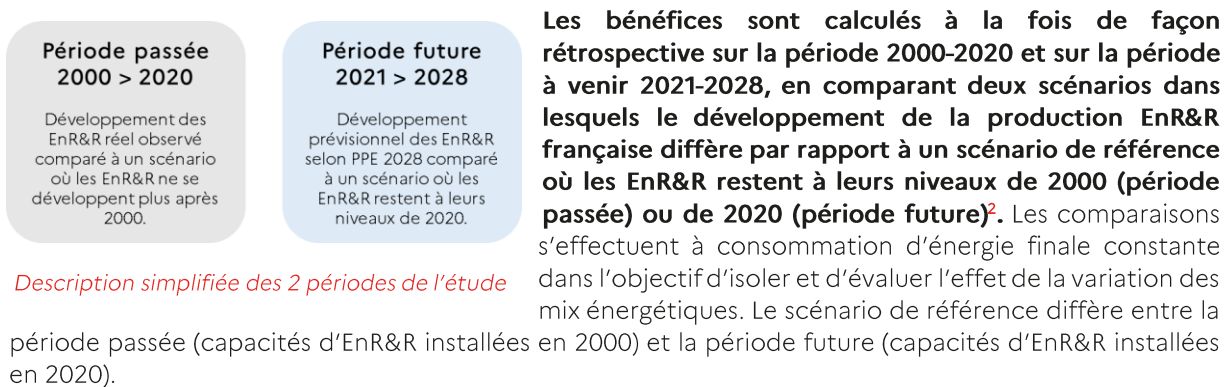 Période passée
2000 > 2020
Développement des
EnR&R réel observé
comparé à un scénario
où les EnR&R ne se
développent plus après
2000.
Période future
2021 > 2028
Développement
prévisionnel des EnR&R
selon PPE 2028 comparé
à un scénario où les
EnR&R restent à leurs
niveaux de 2020.
Description simplifiée des 2 périodes de l'étude
Les bénéfices sont calculés à la fois de façon
rétrospective sur la période 2000-2020 et sur la période
à venir 2021-2028, en comparant deux scénarios dans
lesquels le développement de la production EnR&R
française diffère par rapport à un scénario de référence
où les EnR&R restent à leurs niveaux de 2000 (période
passée) ou de 2020 (période future)². Les comparaisons
s'effectuent à consommation d'énergie finale constante
dans l'objectif d'isoler et d'évaluer l'effet de la variation des
mix énergétiques. Le scénario de référence diffère entre la
période passée (capacités d'EnR&R installées en 2000) et la période future (capacités d'EnR&R installées
en 2020).